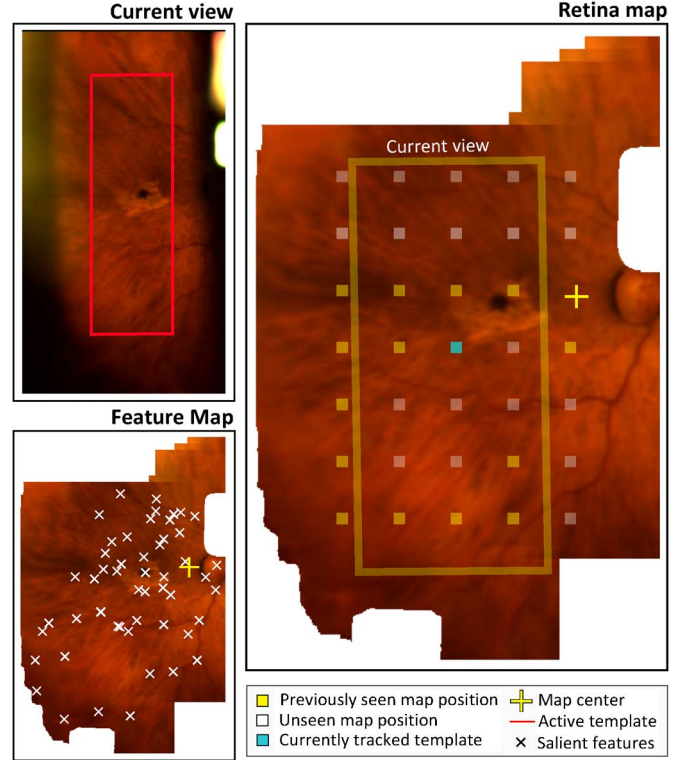 Current view
Retina map
Current view
Feature Map
Previously seen map position
Unseen map position
Currently tracked template
Map center
Active template
Salient features